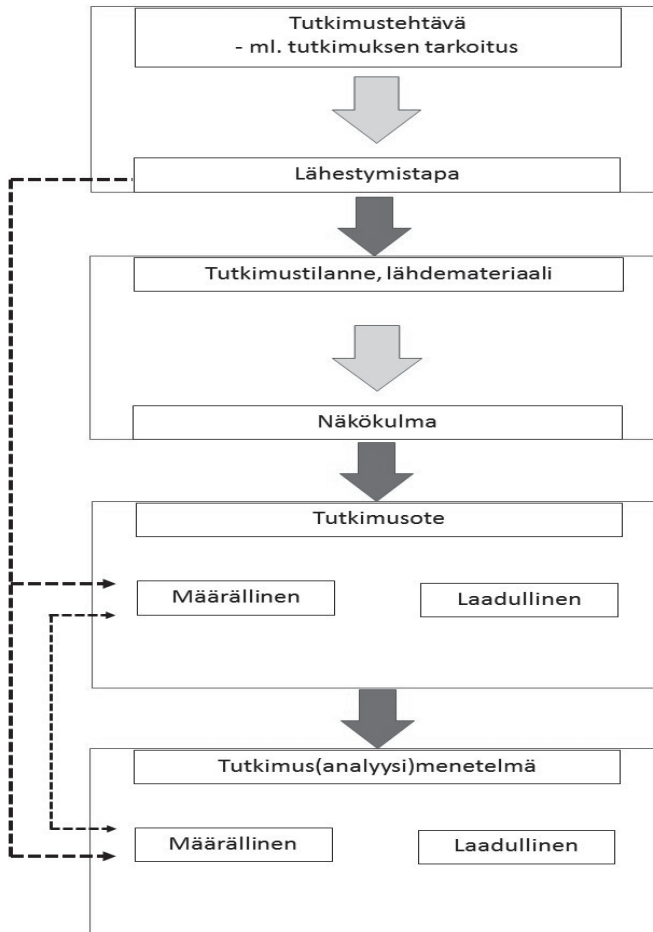 Tutkimustehtävä
- ml. tutkimuksen tarkoitus
Lähestymistapa
Tutkimustilanne, lähdemateriaali
Näkökulma
Tutkimusote
Määrällinen
Laadullinen
Tutkimus(analyysi)menetelmä
Määrällinen
Laadullinen